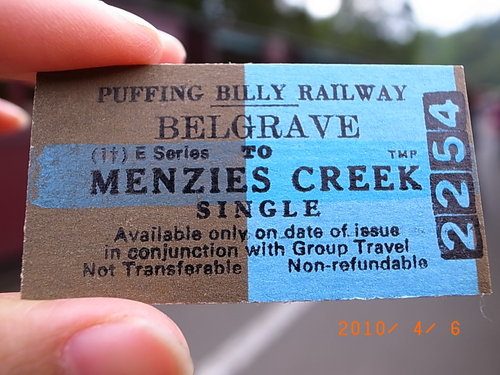 PUFFING BILLY RAILWAY
BELGRAVE
(i†) E Series TO TMP
MENZIES CREEK
SINGLE
Available only on date of issue
in conjunction with Group Travel
Not Transferable Non-refundable
2254
2010/ 4/ 6